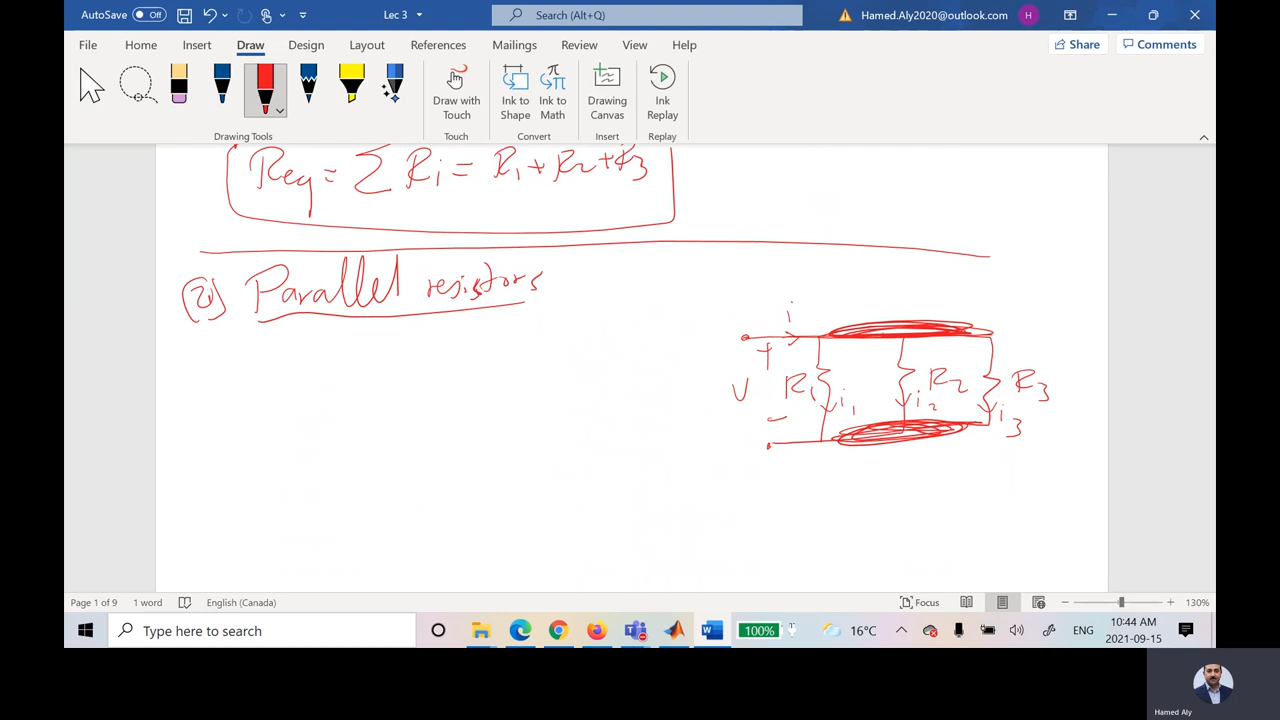 AutoSave Off Lec 3 Search (Alt+Q) Hamed.Aly2020@outlook.com H
File Home Insert Draw Design Layout References Mailings Review View Help Share Comments
Draw with Touch Ink to Shape Ink to Math Drawing Canvas Ink Replay
Drawing Tools Touch Convert Insert Replay
Req = Σ Ri = R1 + R2 + R3
(2) Parallel resistors
i
+
V R1 i1 R2 i2 R3 i3
-
Page 1 of 9 1 word English (Canada) Focus 130%
Type here to search 100% 16°C ENG 10:44 AM 2021-09-15
Hamed Aly